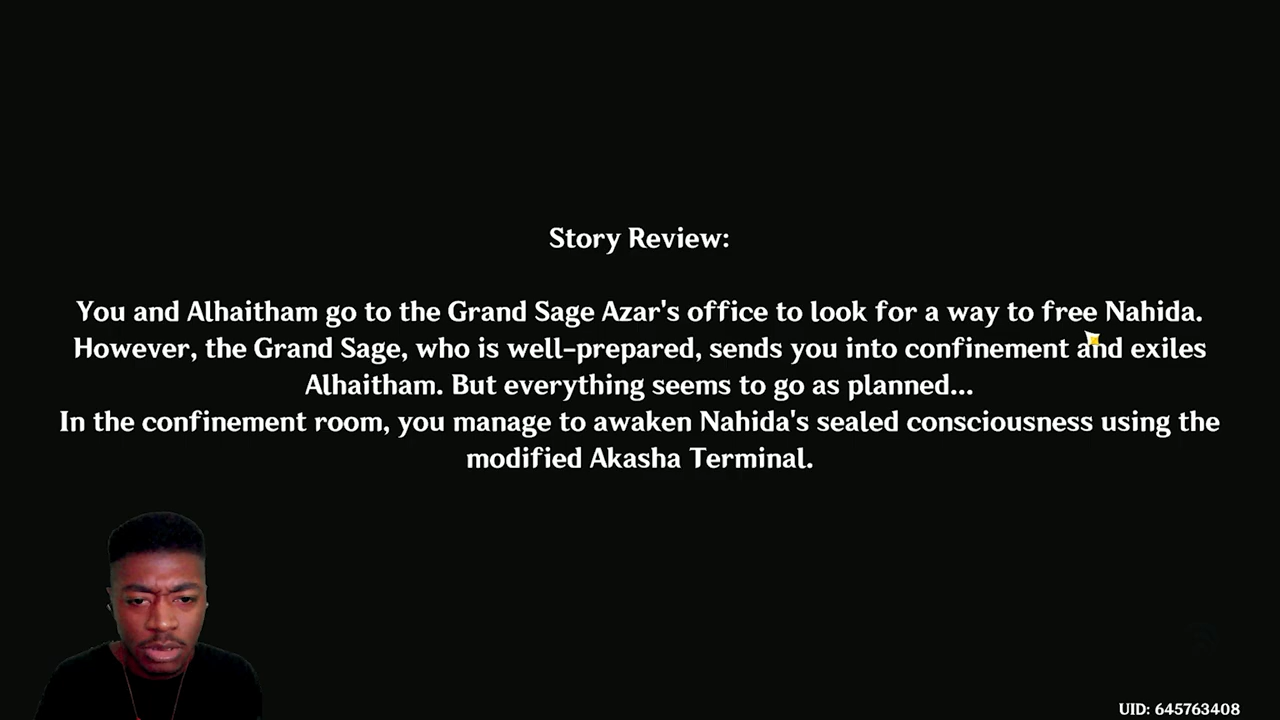 Story Review:
You and Alhaitham go to the Grand Sage Azar's office to look for a way to free Nahida.
However, the Grand Sage, who is well-prepared, sends you into confinement and exiles
Alhaitham. But everything seems to go as planned...
In the confinement room, you manage to awaken Nahida's sealed consciousness using the
modified Akasha Terminal.
UID: 645763408